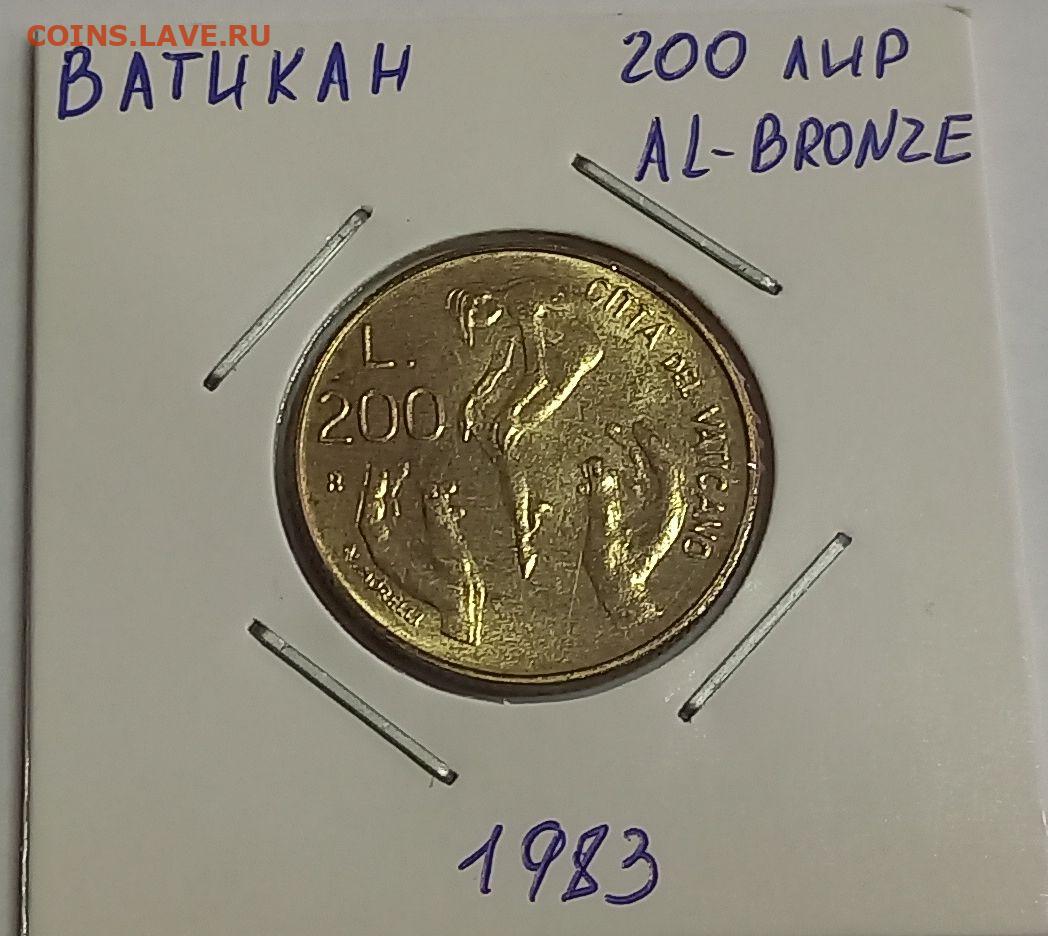 COINS.LAVE.RU
ВАТИКАН
200 ЛИР
AL-BRONZE
L.
200
R
CITTA' DEL VATICANO
1983